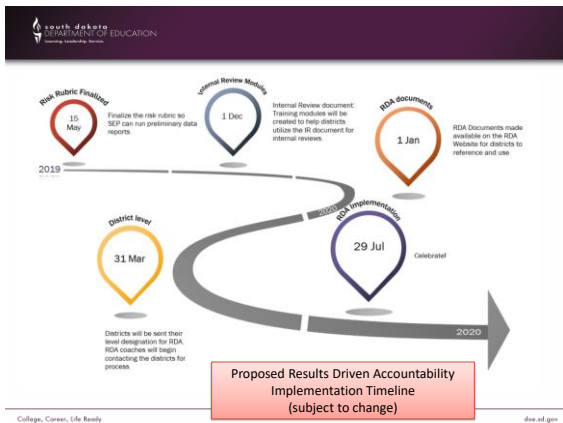 south dakota
DEPARTMENT OF EDUCATION
Learning. Leadership. Service.
Risk Rubric Finalized
15
May
Finalize the risk rubric so
SEP can run preliminary data
reports.
Internal Review Modules
1 Dec
Internal Review document:
Training modules will be
created to help districts
utilize the IR document for
internal reviews
RDA documents
1 Jan
RDA Documents made
available on the RDA
Website for districts to
reference and use
2019
2020
District level
31 Mar
Districts will be sent their
level designation for RDA.
RDA coaches will begin
contacting the districts for
process.
RDA Implementation
29 Jul
Celebrate!
2020
Proposed Results Driven Accountability
Implementation Timeline
(subject to change)
College, Career, Life Ready
doe.sd.gov